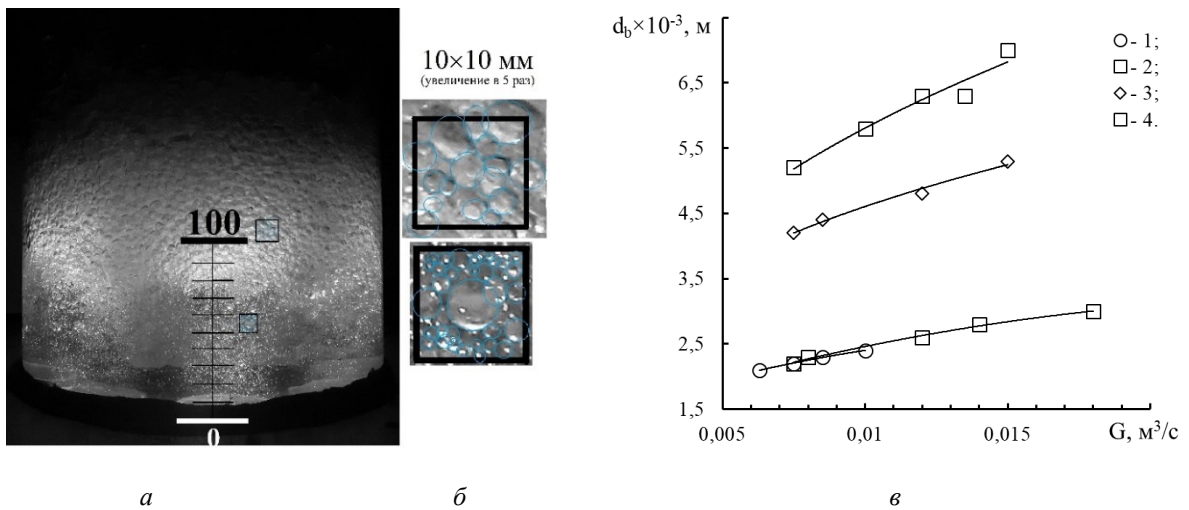 10×10 мм
(увеличение в 5 раз)
100
0
d_b×10⁻³, м
6,5
5,5
4,5
3,5
2,5
1,5
0,005
0,01
0,015
G, м³/с
- 1;
- 2;
- 3;
- 4.
а
б
в